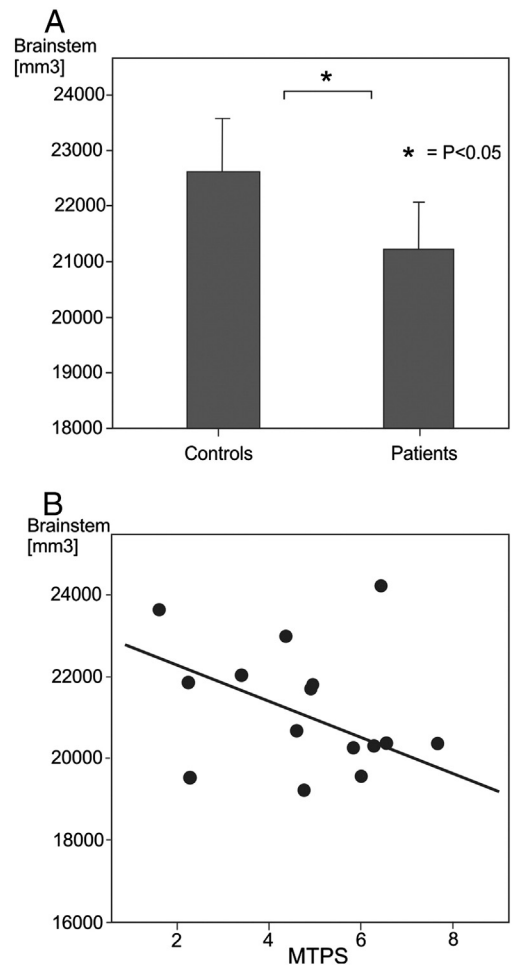 A
Brainstem
[mm3]
24000
*
23000
* = P<0.05
22000
21000
20000
19000
18000
Controls Patients
B
Brainstem
[mm3]
24000
22000
20000
18000
16000
2 4 6 8
MTPS